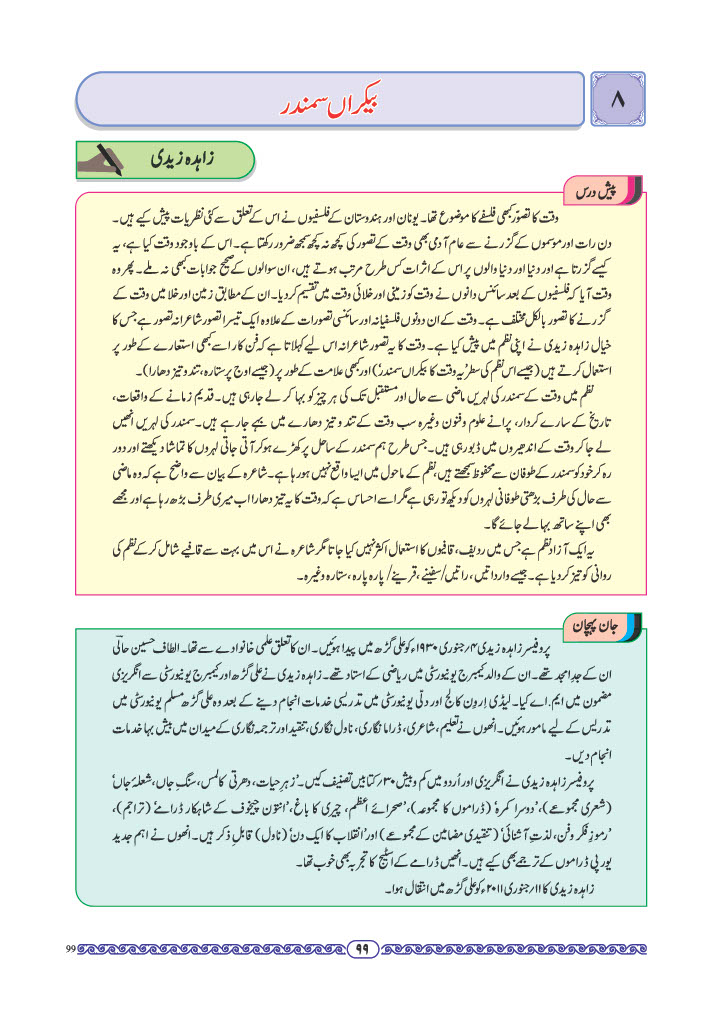 ۸
بیکراں سمندر
زاہدہ زیدی
پیش درس
وقت کا تصوّر کبھی فلسفے کا موضوع تھا۔ یونان اور ہندوستان کے فلسفیوں نے اس کے تعلق سے کئی نظریات پیش کیے ہیں۔
دن رات اور موسموں کے گزرنے سے عام آدمی بھی وقت کے تصور کی کچھ نہ کچھ سمجھ ضرور رکھتا ہے۔ اس کے باوجود وقت کیا ہے، یہ
کیسے گزرتا ہے اور دنیا اور دنیا والوں پر اس کے اثرات کس طرح مرتب ہوتے ہیں، ان سوالوں کے صحیح جوابات کبھی نہ ملے۔ پھر وہ
وقت آیا کہ فلسفیوں کے بعد سائنس دانوں نے وقت کو زمینی اور خلائی وقت میں تقسیم کر دیا۔ ان کے مطابق زمین اور خلا میں وقت کے
گزرنے کا تصور بالکل مختلف ہے۔ وقت کے ان دونوں فلسفیانہ اور سائنسی تصورات کے علاوہ ایک تیسرا تصور شاعرانہ تصور ہے جس کا
خیال زاہدہ زیدی نے اپنی نظم میں پیش کیا ہے۔ وقت کا یہ تصور شاعرانہ اس لیے کہلاتا ہے کہ فن کار اسے کبھی استعارے کے طور پر
استعمال کرتے ہیں (جیسے اس نظم کی سطر 'یہ وقت کا بیکراں سمندر') اور کبھی علامت کے طور پر (جیسے اوج پر ستارہ، تند و تیز دھارا)۔
نظم میں وقت کے سمندر کی لہریں ماضی سے حال اور مستقبل تک کی ہر چیز کو بہا کر لے جا رہی ہیں۔ قدیم زمانے کے واقعات،
تاریخ کے سارے کردار، پرانے علوم و فنون وغیرہ سب وقت کے تند و تیز دھارے میں بہے جا رہے ہیں۔ سمندر کی لہریں انھیں
لے جا کر وقت کے اندھیروں میں ڈبو رہی ہیں۔ جس طرح ہم سمندر کے ساحل پر کھڑے ہو کر آتی جاتی لہروں کا تماشا دیکھتے اور دور
رہ کر خود کو سمندر کے طوفان سے محفوظ سمجھتے ہیں، نظم کے ماحول میں ایسا واقع نہیں ہو رہا ہے۔ شاعرہ کے بیان سے واضح ہے کہ وہ ماضی
سے حال کی طرف بڑھتی طوفانی لہروں کو دیکھ تو رہی ہے مگر اسے احساس ہے کہ وقت کا یہ تیز دھارا اب میری طرف بڑھ رہا ہے اور مجھے
بھی اپنے ساتھ بہا لے جائے گا۔
یہ ایک آزاد نظم ہے جس میں ردیف، قافیوں کا استعمال اکثر نہیں کیا جاتا مگر شاعرہ نے اس میں بہت سے قافیے شامل کر کے نظم کی
روانی کو تیز کر دیا ہے۔ جیسے وارداتیں، راتیں/ سفینے، قرینے/ پارہ پارہ، ستارہ وغیرہ۔
جان پہچان
پروفیسر زاہدہ زیدی ۴؍ جنوری ۱۹۳۰ء کو علی گڑھ میں پیدا ہوئیں۔ ان کا تعلق علمی خانوادے سے تھا۔ الطاف حسین حالؔی
ان کے جدِ امجد تھے۔ ان کے والد کیمبرج یونیورسٹی میں ریاضی کے استاد تھے۔ زاہدہ زیدی نے علی گڑھ اور کیمبرج یونیورسٹی سے انگریزی
مضمون میں ایم۔اے کیا۔ لیڈی اِرون کالج اور دلّی یونیورسٹی میں تدریسی خدمات انجام دینے کے بعد وہ علی گڑھ مسلم یونیورسٹی میں
تدریس کے لیے مامور ہوئیں۔ انھوں نے تعلیم، شاعری، ڈراما نگاری، ناول نگاری، تنقید اور ترجمہ نگاری کے میدان میں بیش بہا خدمات
انجام دیں۔
پروفیسر زاہدہ زیدی نے انگریزی اور اُردو میں کم و بیش ۳۰؍ کتابیں تصنیف کیں۔ 'زہرِ حیات، دھرتی کا لمس، سنگِ جاں، شعلۂ جاں'
(شعری مجموعے)، 'دوسرا کمرہ' (ڈراموں کا مجموعہ)، 'صحرائے اعظم، چیری کا باغ، انتون چیخوف کے شاہکار ڈرامے' (تراجم)،
'رموزِ فکر و فن، لذتِ آشنائی' (تنقیدی مضامین کے مجموعے) اور 'انقلاب کا ایک دن' (ناول) قابلِ ذکر ہیں۔ انھوں نے اہم جدید
یورپی ڈراموں کے ترجمے بھی کیے ہیں۔ انھیں ڈرامے کے اسٹیج کا تجربہ بھی خوب تھا۔
زاہدہ زیدی کا ۱۱؍ جنوری ۲۰۱۱ء کو علی گڑھ میں انتقال ہوا۔
99
۹۹